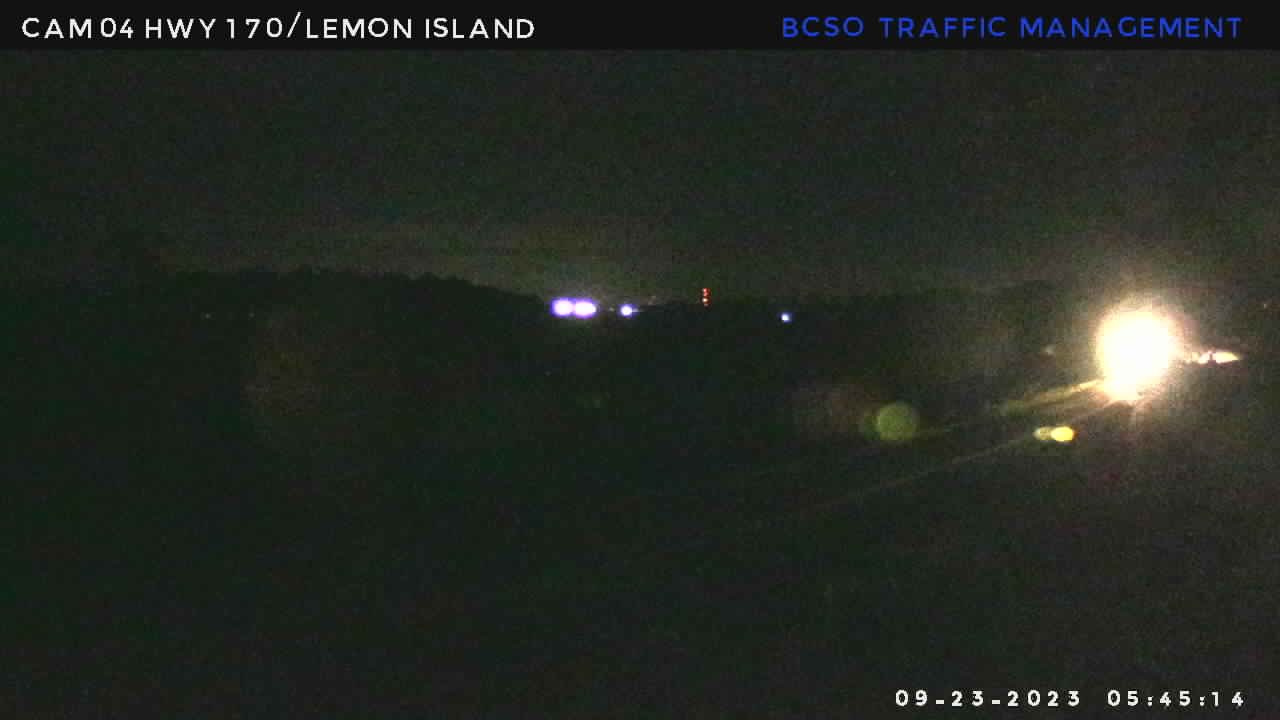 CAM04 HWY 170/LEMON ISLAND
BCSO TRAFFIC MANAGEMENT
09-23-2023 05:45:14